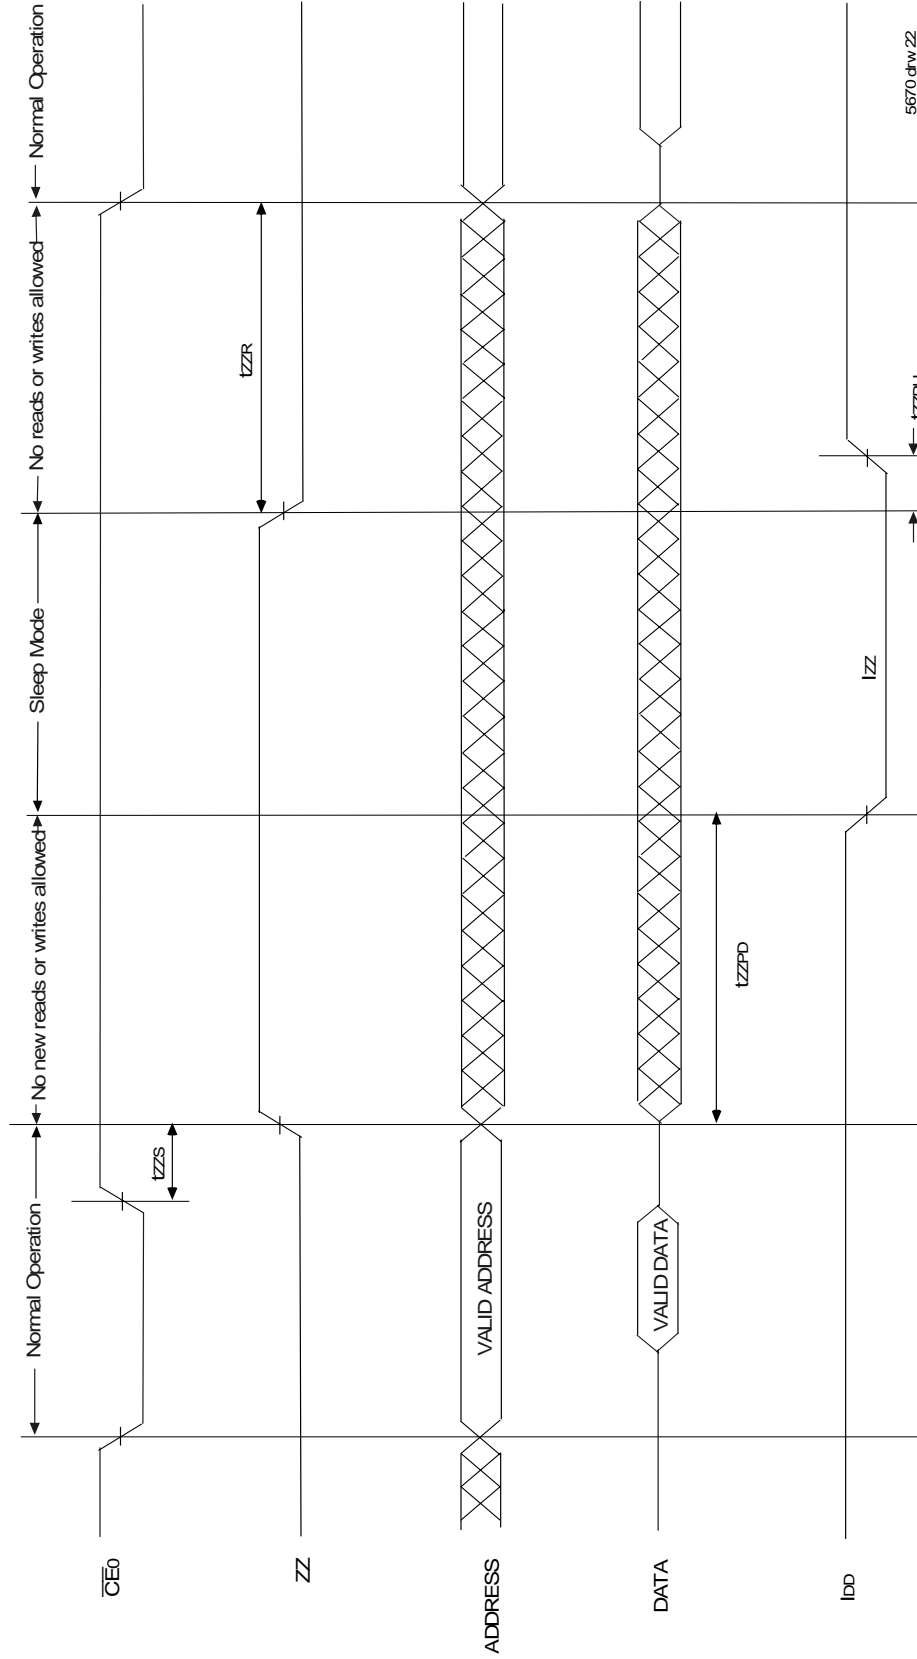 Normal Operation
No new reads or writes allowed
Sleep Mode
No reads or writes allowed
Normal Operation
CE0
tZZS
ZZ
tZZR
ADDRESS
VALID ADDRESS
DATA
VALID DATA
tZZPD
IDD
IZZ
5670 drw 22